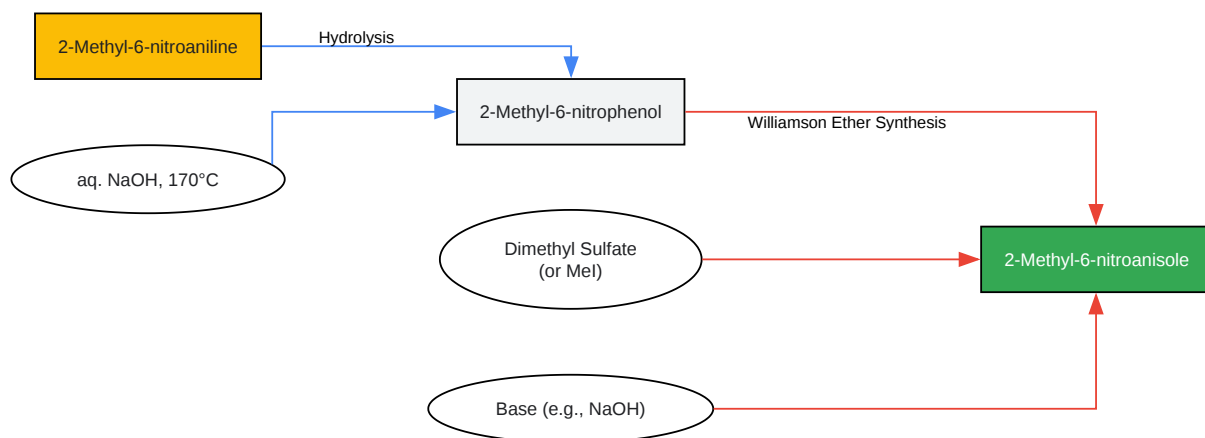 2-Methyl-6-nitroaniline
Hydrolysis
2-Methyl-6-nitrophenol
Williamson Ether Synthesis
aq. NaOH, 170°C
Dimethyl Sulfate
(or MeI)
2-Methyl-6-nitroanisole
Base (e.g., NaOH)